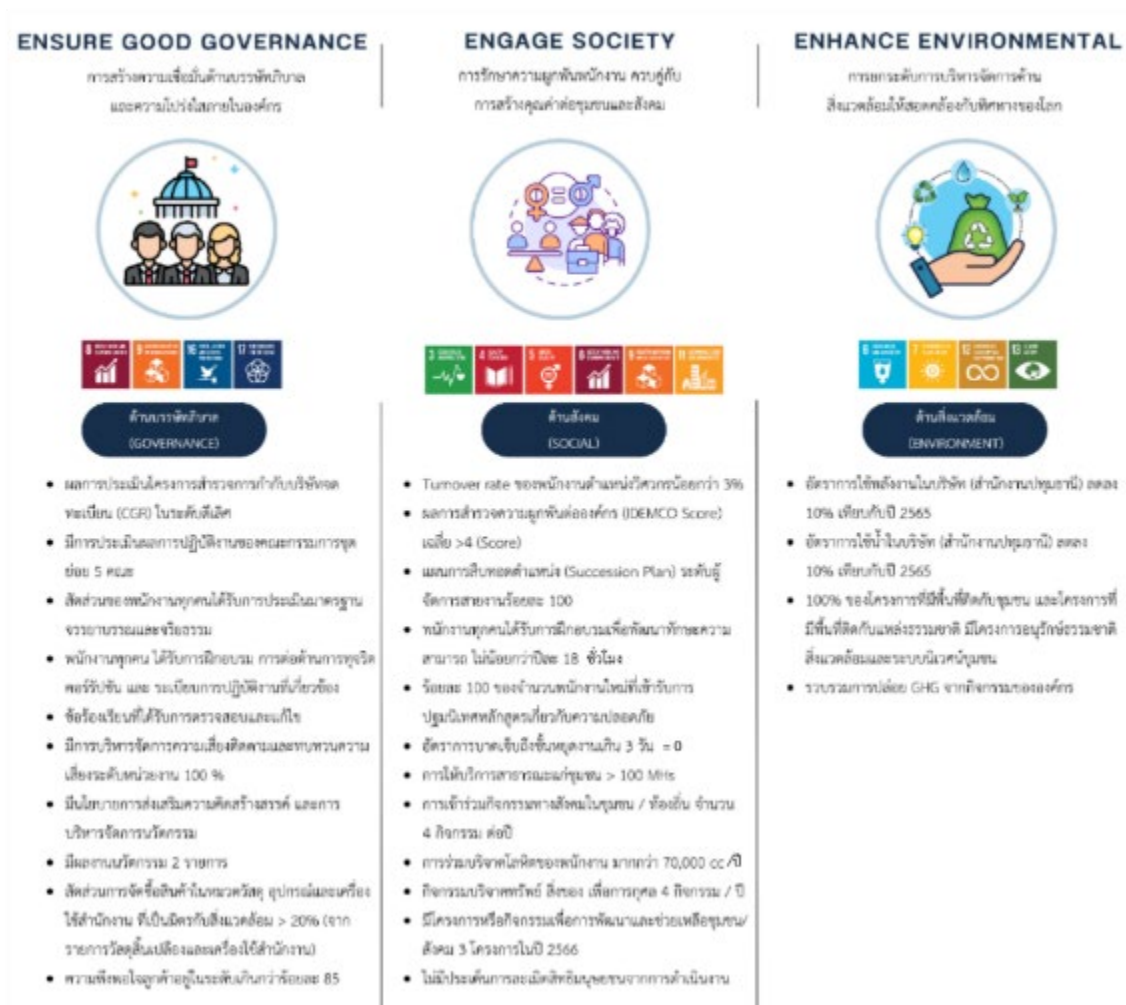 ENSURE GOOD GOVERNANCE
การสร้างความเชื่อมั่นด้านบรรษัทภิบาล
และความโปร่งใสภายในองค์กร
8
9
16
17
ด้านบรรษัทภิบาล
(GOVERNANCE)
• ผลการประเมินโครงการสำรวจการกำกับบริษัทจด
ทะเบียน (CGR) ในระดับดีเลิศ
• มีการประเมินผลการปฏิบัติงานของคณะกรรมการชุด
ย่อย 5 คณะ
• สัดส่วนของพนักงานทุกคนได้รับการประเมินมาตรฐาน
จรรยาบรรณและจริยธรรม
• พนักงานทุกคน ได้รับการฝึกอบรม การต่อต้านการทุจริต
คอร์รัปชัน และ ระเบียบการปฏิบัติงานที่เกี่ยวข้อง
• ข้อร้องเรียนที่ได้รับการตรวจสอบและแก้ไข
• มีการบริหารจัดการความเสี่ยงติดตามและทบทวนความ
เสี่ยงระดับหน่วยงาน 100 %
• มีนโยบายการส่งเสริมความคิดสร้างสรรค์ และการ
บริหารจัดการนวัตกรรม
• มีผลงานนวัตกรรม 2 รายการ
• สัดส่วนการจัดซื้อสินค้าในหมวดวัสดุ อุปกรณ์และเครื่อง
ใช้สำนักงาน ที่เป็นมิตรกับสิ่งแวดล้อม > 20% (จาก
รายการวัสดุสิ้นเปลืองและเครื่องใช้สำนักงาน)
• ความพึงพอใจลูกค้าอยู่ในระดับเกินกว่าร้อยละ 85
ENGAGE SOCIETY
การรักษาความผูกพันพนักงาน ควบคู่กับ
การสร้างคุณค่าต่อชุมชนและสังคม
3
4
5
8
9
11
ด้านสังคม
(SOCIAL)
• Turnover rate ของพนักงานตำแหน่งวิศวกรน้อยกว่า 3%
• ผลการสำรวจความผูกพันต่อองค์กร (IDEMCO Score)
เฉลี่ย >4 (Score)
• แผนการสืบทอดตำแหน่ง (Succession Plan) ระดับผู้
จัดการสายงานร้อยละ 100
• พนักงานทุกคนได้รับการฝึกอบรมเพื่อพัฒนาทักษะความ
สามารถ ไม่น้อยกว่าปีละ 18 ชั่วโมง
• ร้อยละ 100 ของจำนวนพนักงานใหม่ที่เข้ารับการ
ปฐมนิเทศหลักสูตรเกี่ยวกับความปลอดภัย
• อัตราการบาดเจ็บถึงขั้นหยุดงานเกิน 3 วัน = 0
• การให้บริการสาธารณะแก่ชุมชน > 100 MHs
• การเข้าร่วมกิจกรรมทางสังคมในชุมชน / ท้องถิ่น จำนวน
4 กิจกรรม ต่อปี
• การร่วมบริจาคโลหิตของพนักงาน มากกว่า 70,000 cc /ปี
• กิจกรรมบริจาคทรัพย์ สิ่งของ เพื่อการกุศล 4 กิจกรรม / ปี
• มีโครงการหรือกิจกรรมเพื่อการพัฒนาและช่วยเหลือชุมชน/
สังคม 3 โครงการในปี 2566
• ไม่มีประเด็นการละเมิดสิทธิมนุษยชนจากการดำเนินงาน
ENHANCE ENVIRONMENTAL
การยกระดับการบริหารจัดการด้าน
สิ่งแวดล้อมให้สอดคล้องกับทิศทางของโลก
6
7
12
13
ด้านสิ่งแวดล้อม
(ENVIRONMENT)
• อัตราการใช้พลังงานในบริษัท (สำนักงานปทุมธานี) ลดลง
10% เทียบกับปี 2565
• อัตราการใช้น้ำในบริษัท (สำนักงานปทุมธานี) ลดลง
10% เทียบกับปี 2565
• 100% ของโครงการที่มีพื้นที่ติดกับชุมชน และโครงการที่
มีพื้นที่ติดกับแหล่งธรรมชาติ มีโครงการอนุรักษ์ธรรมชาติ
สิ่งแวดล้อมและระบบนิเวศน์ชุมชน
• รวบรวมการปล่อย GHG จากกิจกรรมขององค์กร